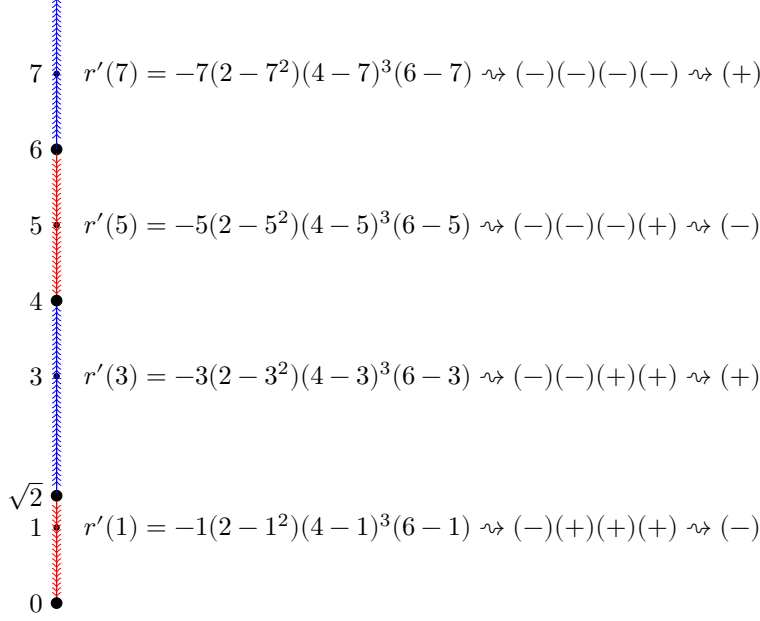 7 r′(7) = −7(2 − 7²)(4 − 7)³(6 − 7) ⇝ (−)(−)(−)(−) ⇝ (+)
6
5 r′(5) = −5(2 − 5²)(4 − 5)³(6 − 5) ⇝ (−)(−)(−)(+) ⇝ (−)
4
3 r′(3) = −3(2 − 3²)(4 − 3)³(6 − 3) ⇝ (−)(−)(+)(+) ⇝ (+)
√2
1 r′(1) = −1(2 − 1²)(4 − 1)³(6 − 1) ⇝ (−)(+)(+)(+) ⇝ (−)
0